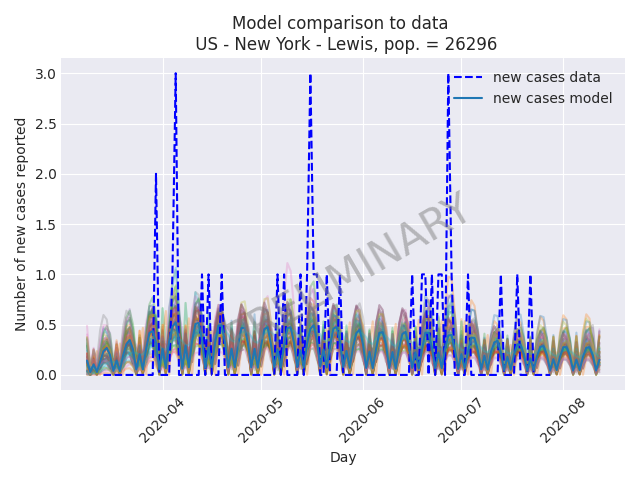 Model comparison to data
US - New York - Lewis, pop. = 26296
new cases data
new cases model
Number of new cases reported
3.0
2.5
2.0
1.5
1.0
0.5
0.0
PRELIMINARY
2020-04
2020-05
2020-06
2020-07
2020-08
Day